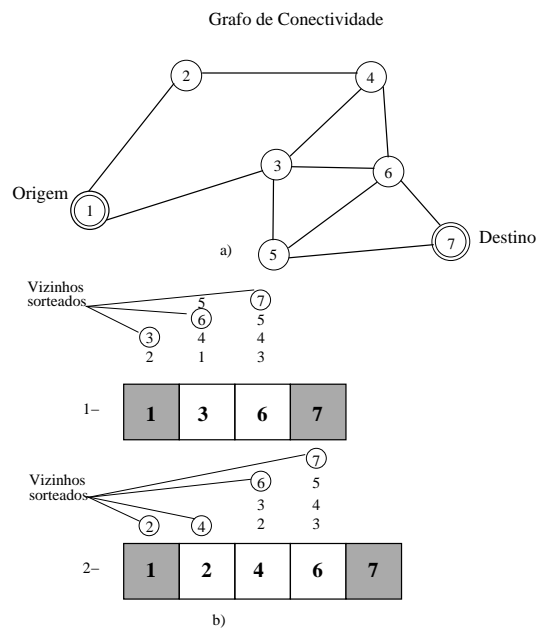 Grafo de Conectividade
2
4
3
6
Origem
1
7
Destino
5
a)
Vizinhos
sorteados
5 7
6 5
3 4 4
2 1 3
1– 1 3 6 7
Vizinhos
sorteados
7
6 5
3 4
2 4 2 3
2– 1 2 4 6 7
b)